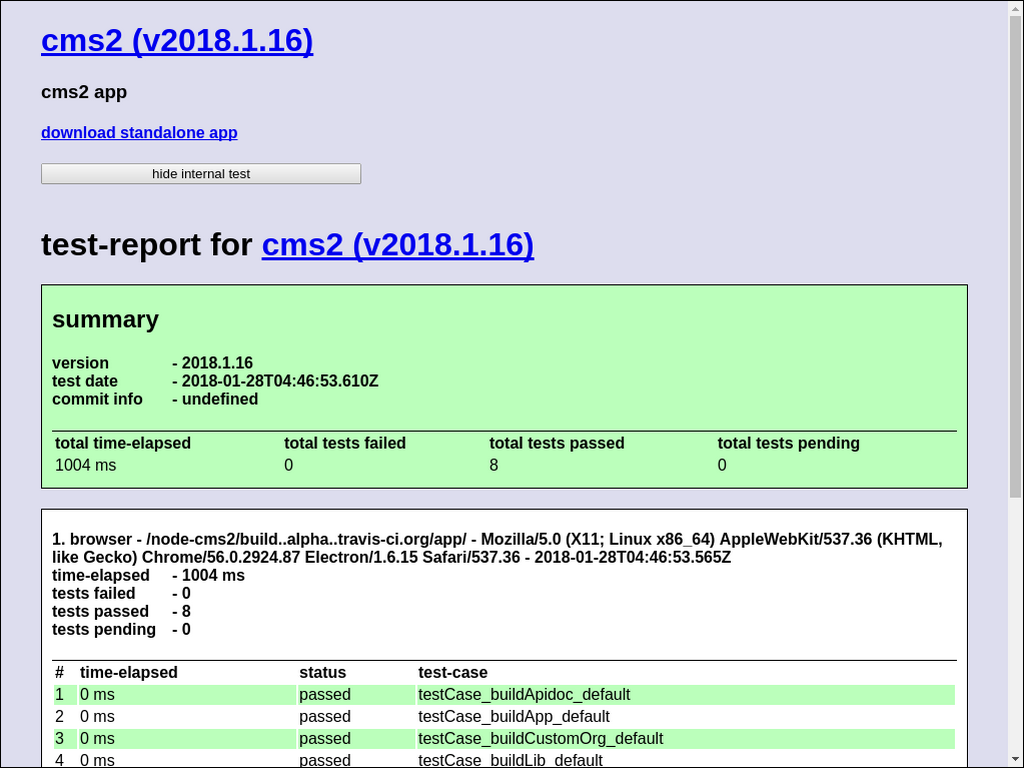 cms2 (v2018.1.16)
cms2 app
download standalone app
hide internal test
test-report for cms2 (v2018.1.16)
summary
version - 2018.1.16
test date - 2018-01-28T04:46:53.610Z
commit info - undefined
total time-elapsed total tests failed total tests passed total tests pending
1004 ms 0 8 0
1. browser - /node-cms2/build..alpha..travis-ci.org/app/ - Mozilla/5.0 (X11; Linux x86_64) AppleWebKit/537.36 (KHTML,
like Gecko) Chrome/56.0.2924.87 Electron/1.6.15 Safari/537.36 - 2018-01-28T04:46:53.565Z
time-elapsed - 1004 ms
tests failed - 0
tests passed - 8
tests pending - 0
# time-elapsed status test-case
1 0 ms passed testCase_buildApidoc_default
2 0 ms passed testCase_buildApp_default
3 0 ms passed testCase_buildCustomOrg_default
4 0 ms passed testCase_buildLib_default